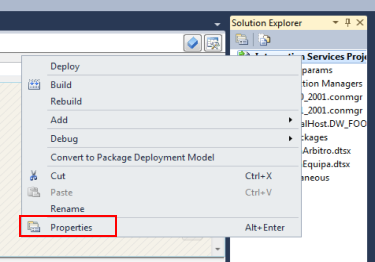 Solution Explorer
Integration Services Proje
params
tion Managers
0_2001.conmgr
_2001.conmgr
alHost.DW_FOO
ckages
Arbitro.dtsx
Equipa.dtsx
aneous
Deploy
Build
Rebuild
Add
Debug
Convert to Package Deployment Model
Cut Ctrl+X
Paste Ctrl+V
Rename
Properties Alt+Enter